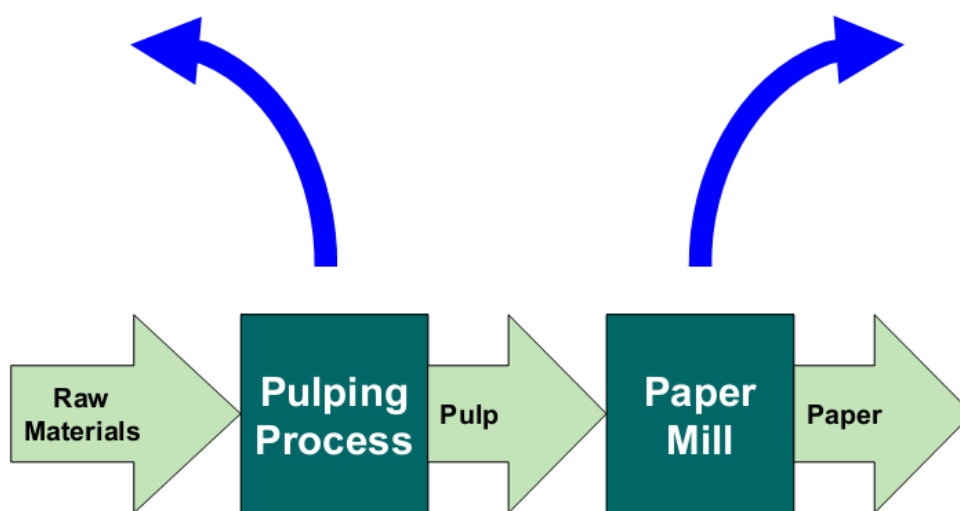 Raw
Materials
Pulping
Process
Pulp
Paper
Mill
Paper